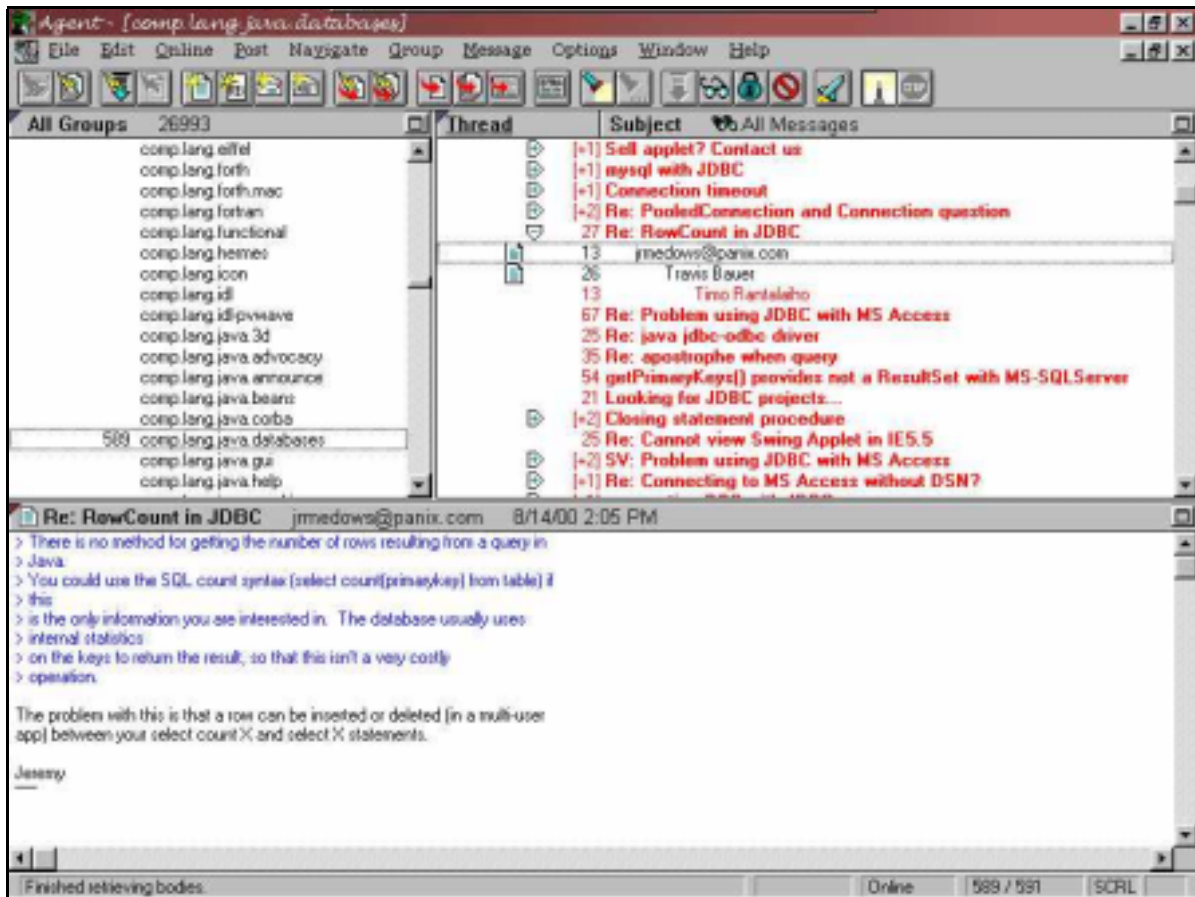 Agent - [comp.lang.java.databases]
File Edit Online Post Navigate Group Message Options Window Help
All Groups 26993
Thread Subject All Messages
comp.lang.eiffel
comp.lang.forth
comp.lang.forth.mac
comp.lang.fortran
comp.lang.functional
comp.lang.hermes
comp.lang.icon
comp.lang.idl
comp.lang.idl-pvwave
comp.lang.java.3d
comp.lang.java.advocacy
comp.lang.java.announce
comp.lang.java.beans
comp.lang.java.corba
589 comp.lang.java.databases
comp.lang.java.gui
comp.lang.java.help
[+1] Sell applet? Contact us
[+1] mysql with JDBC
[+1] Connection timeout
[+2] Re: PooledConnection and Connection question
27 Re: RowCount in JDBC
13 jrmedows@panix.com
26 Travis Bauer
13 Timo Rantalaiho
67 Re: Problem using JDBC with MS Access
25 Re: java jdbc-odbc driver
35 Re: apostrophe when query
54 getPrimaryKeys() provides not a ResultSet with MS-SQLServer
21 Looking for JDBC projects...
[+2] Closing statement procedure
25 Re: Cannot view Swing Applet in IE5.5
[+2] SV: Problem using JDBC with MS Access
[+1] Re: Connecting to MS Access without DSN?
Re: RowCount in JDBC jrmedows@panix.com 8/14/00 2:05 PM
> There is no method for getting the number of rows resulting from a query in
> Java.
> You could use the SQL count syntax (select count(primarykey) from table) if
> this
> is the only information you are interested in. The database usually uses
> internal statistics
> on the keys to return the result, so that this isn't a very costly
> operation.
The problem with this is that a row can be inserted or deleted (in a multi-user
app) between your select count X and select X statements.
Jeremy
Finished retrieving bodies. Online 589 / 591 SCRL